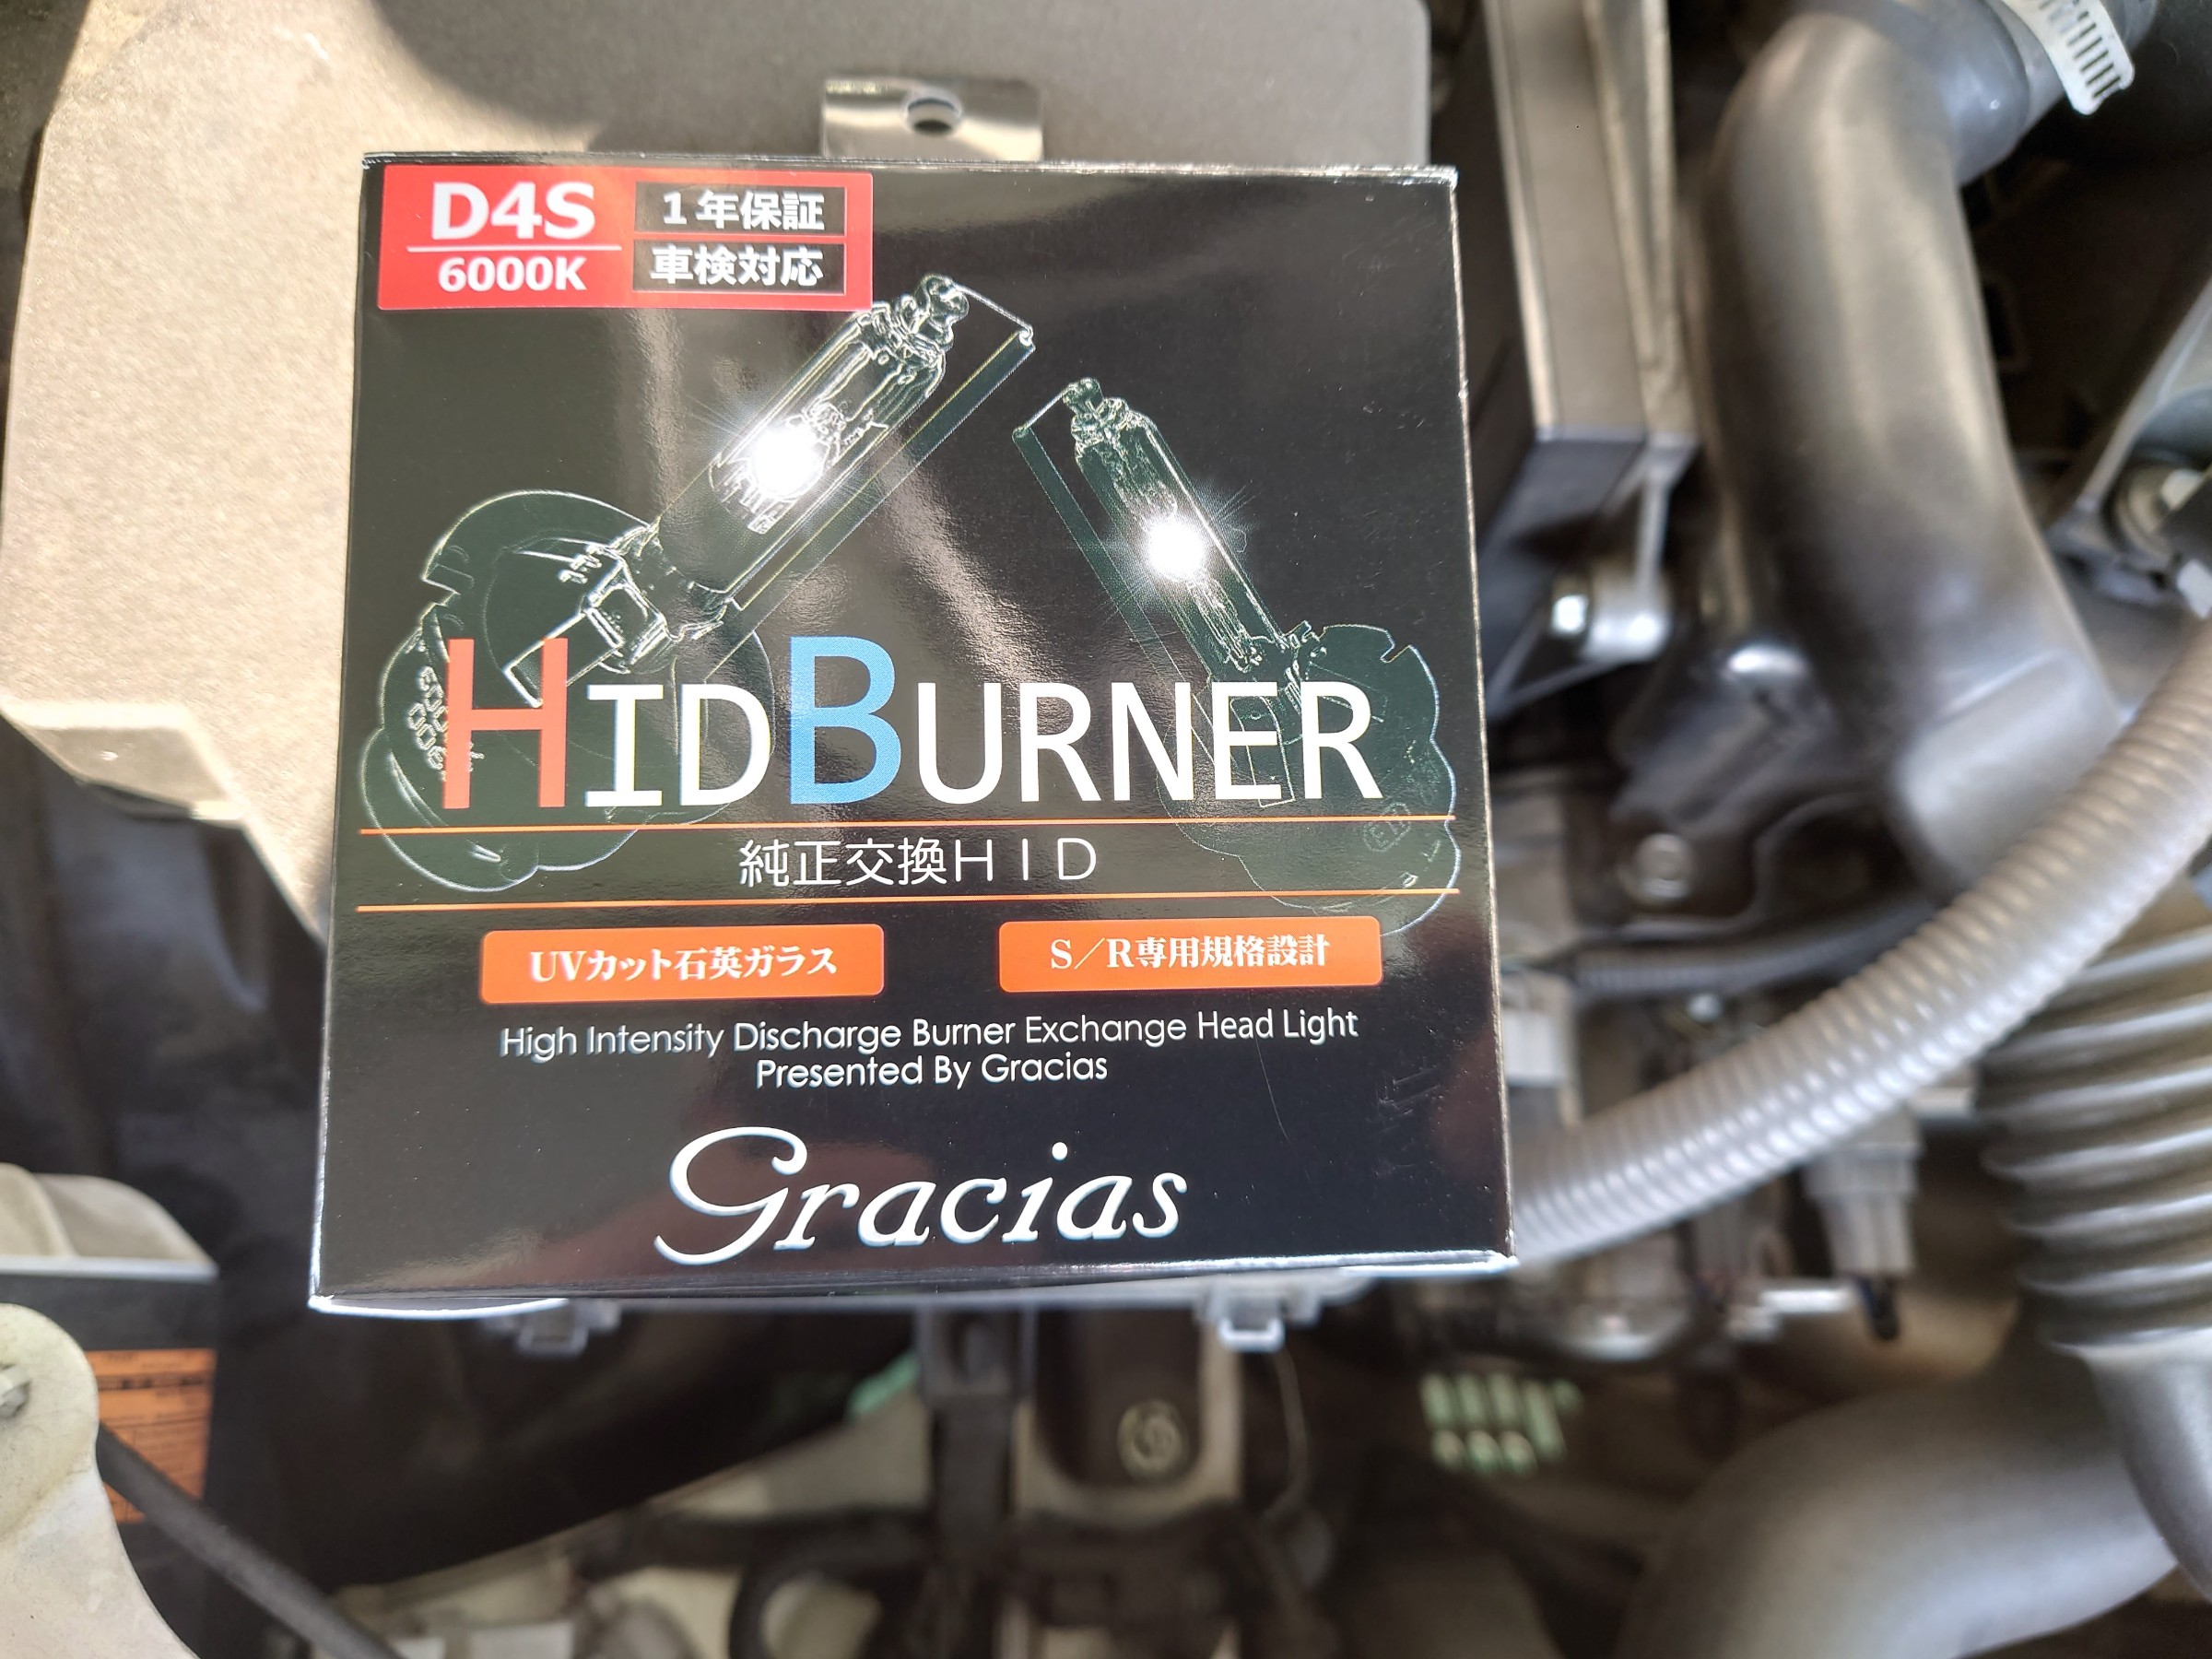 D4S
6000K
１年保証
車検対応
HIDBURNER
純正交換ＨＩＤ
UVカット石英ガラス
S／R専用規格設計
High Intensity Discharge Burner Exchange Head Light
Presented By Gracias
Gracias